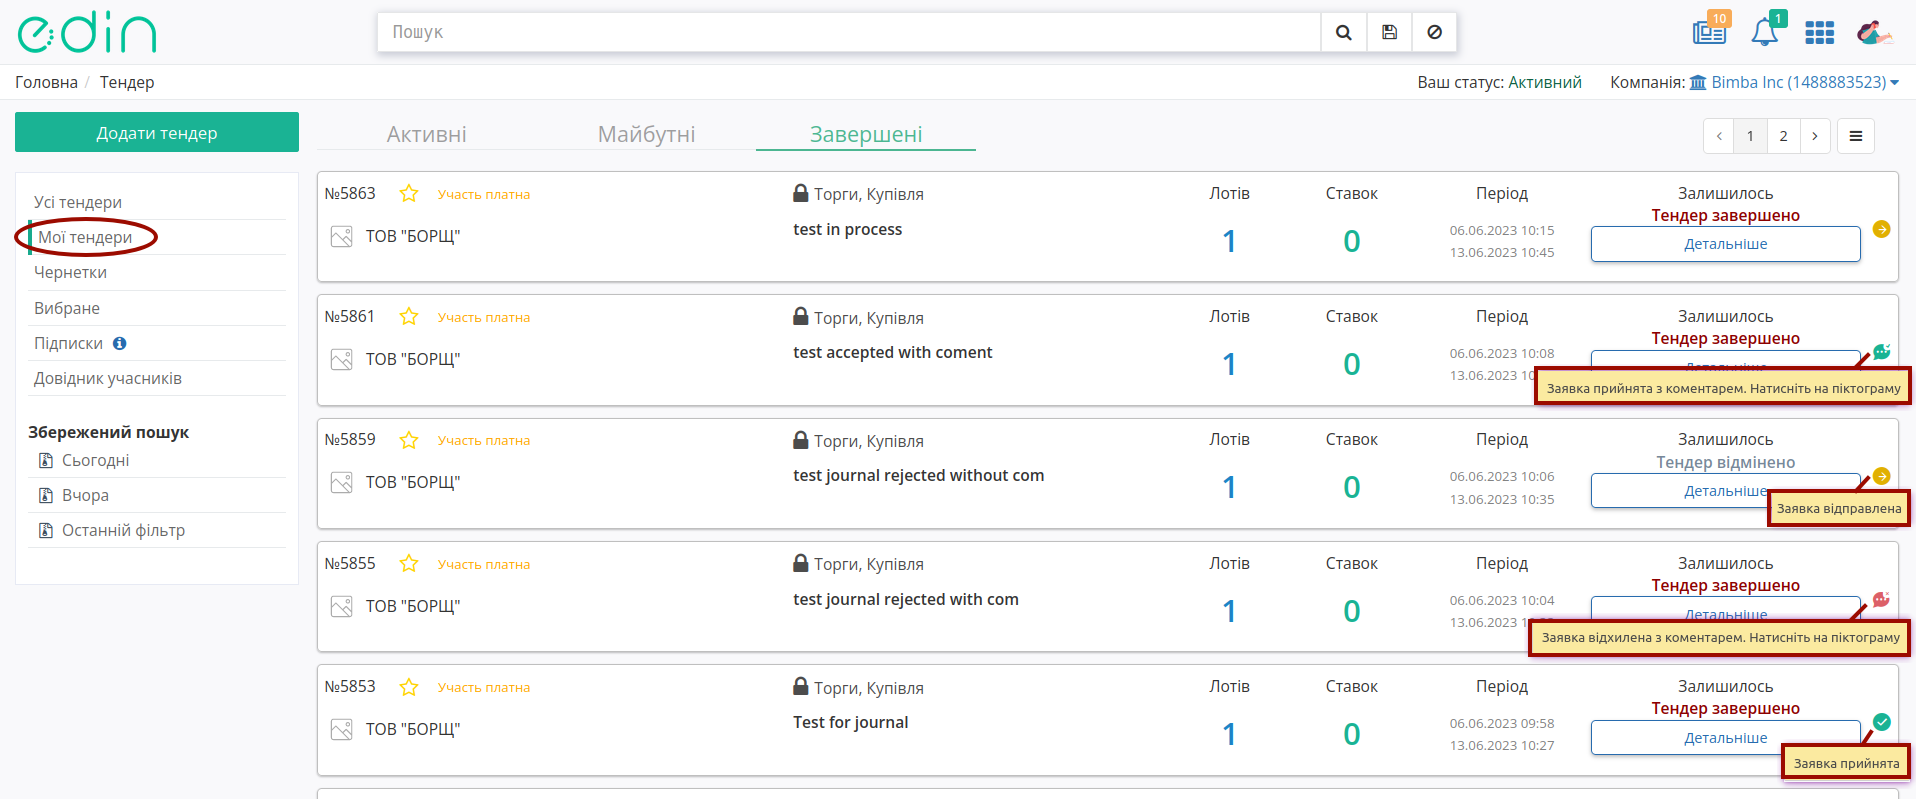 edin
Пошук
10
1
Головна / Тендер
Ваш статус: Активний
Компанія: Bimba Inc (1488883523)
Додати тендер
Усі тендери
Мої тендери
Чернетки
Вибране
Підписки
Довідник учасників
Збережений пошук
Сьогодні
Вчора
Останній фільтр
Активні
Майбутні
Завершені
‹ 1 2 ›
№5863 Участь платна Торги, Купівля Лотів Ставок Період Залишилось
Тендер завершено
ТОВ "БОРЩ" test in process 1 0 06.06.2023 10:15 Детальніше
13.06.2023 10:45
№5861 Участь платна Торги, Купівля Лотів Ставок Період Залишилось
Тендер завершено
ТОВ "БОРЩ" test accepted with coment 1 0 06.06.2023 10:08 Детальніше
13.06.2023 10
Заявка прийнята з коментарем. Натисніть на піктограму
№5859 Участь платна Торги, Купівля Лотів Ставок Період Залишилось
Тендер відмінено
ТОВ "БОРЩ" test journal rejected without com 1 0 06.06.2023 10:06 Детальніше
13.06.2023 10:35
Заявка відправлена
№5855 Участь платна Торги, Купівля Лотів Ставок Період Залишилось
Тендер завершено
ТОВ "БОРЩ" test journal rejected with com 1 0 06.06.2023 10:04 Детальніше
13.06.2023
Заявка відхилена з коментарем. Натисніть на піктограму
№5853 Участь платна Торги, Купівля Лотів Ставок Період Залишилось
Тендер завершено
ТОВ "БОРЩ" Test for journal 1 0 06.06.2023 09:58 Детальніше
13.06.2023 10:27
Заявка прийнята